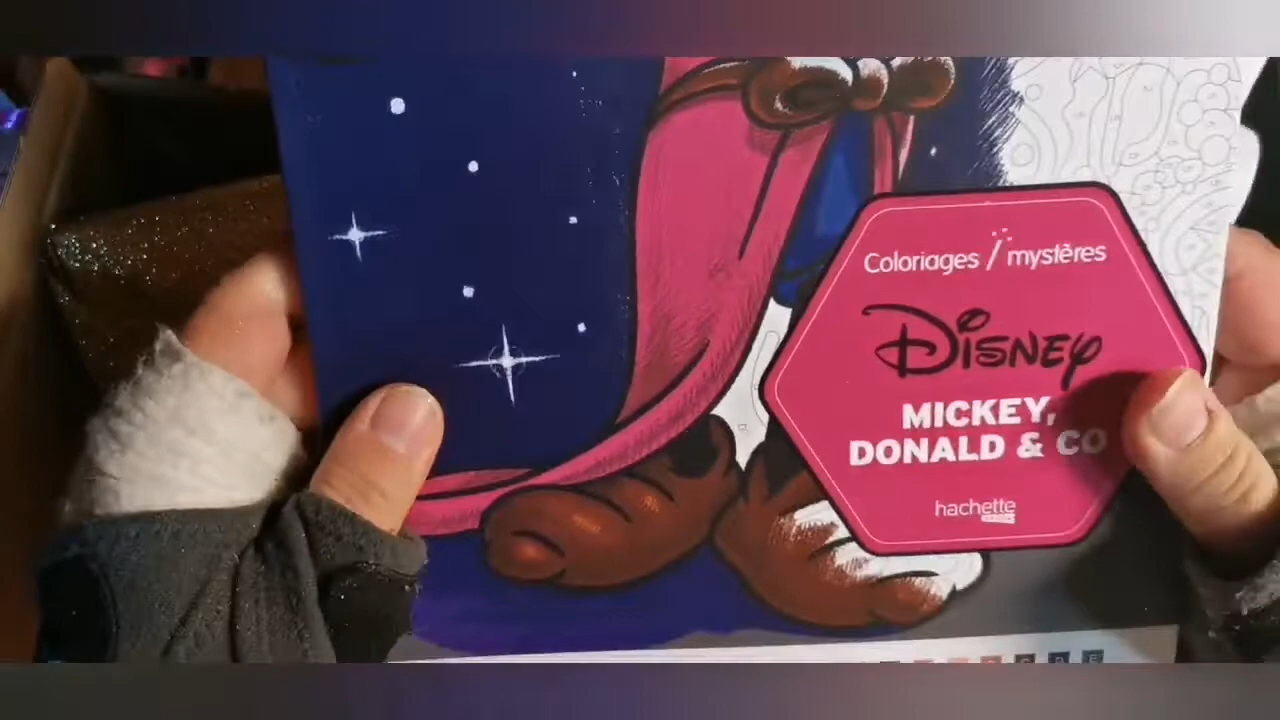 Coloriages / mystères
Disney
MICKEY,
DONALD & CO
hachette